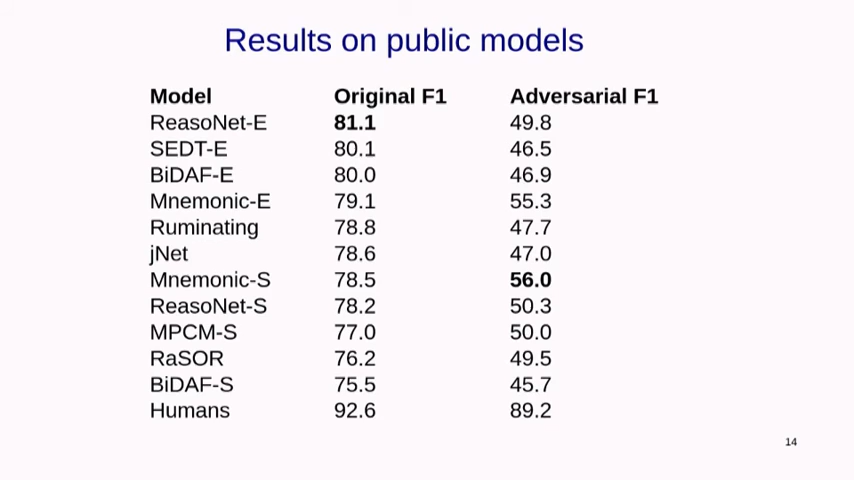 Results on public models
Model Original F1 Adversarial F1
ReasoNet-E 81.1 49.8
SEDT-E 80.1 46.5
BiDAF-E 80.0 46.9
Mnemonic-E 79.1 55.3
Ruminating 78.8 47.7
jNet 78.6 47.0
Mnemonic-S 78.5 56.0
ReasoNet-S 78.2 50.3
MPCM-S 77.0 50.0
RaSOR 76.2 49.5
BiDAF-S 75.5 45.7
Humans 92.6 89.2
14